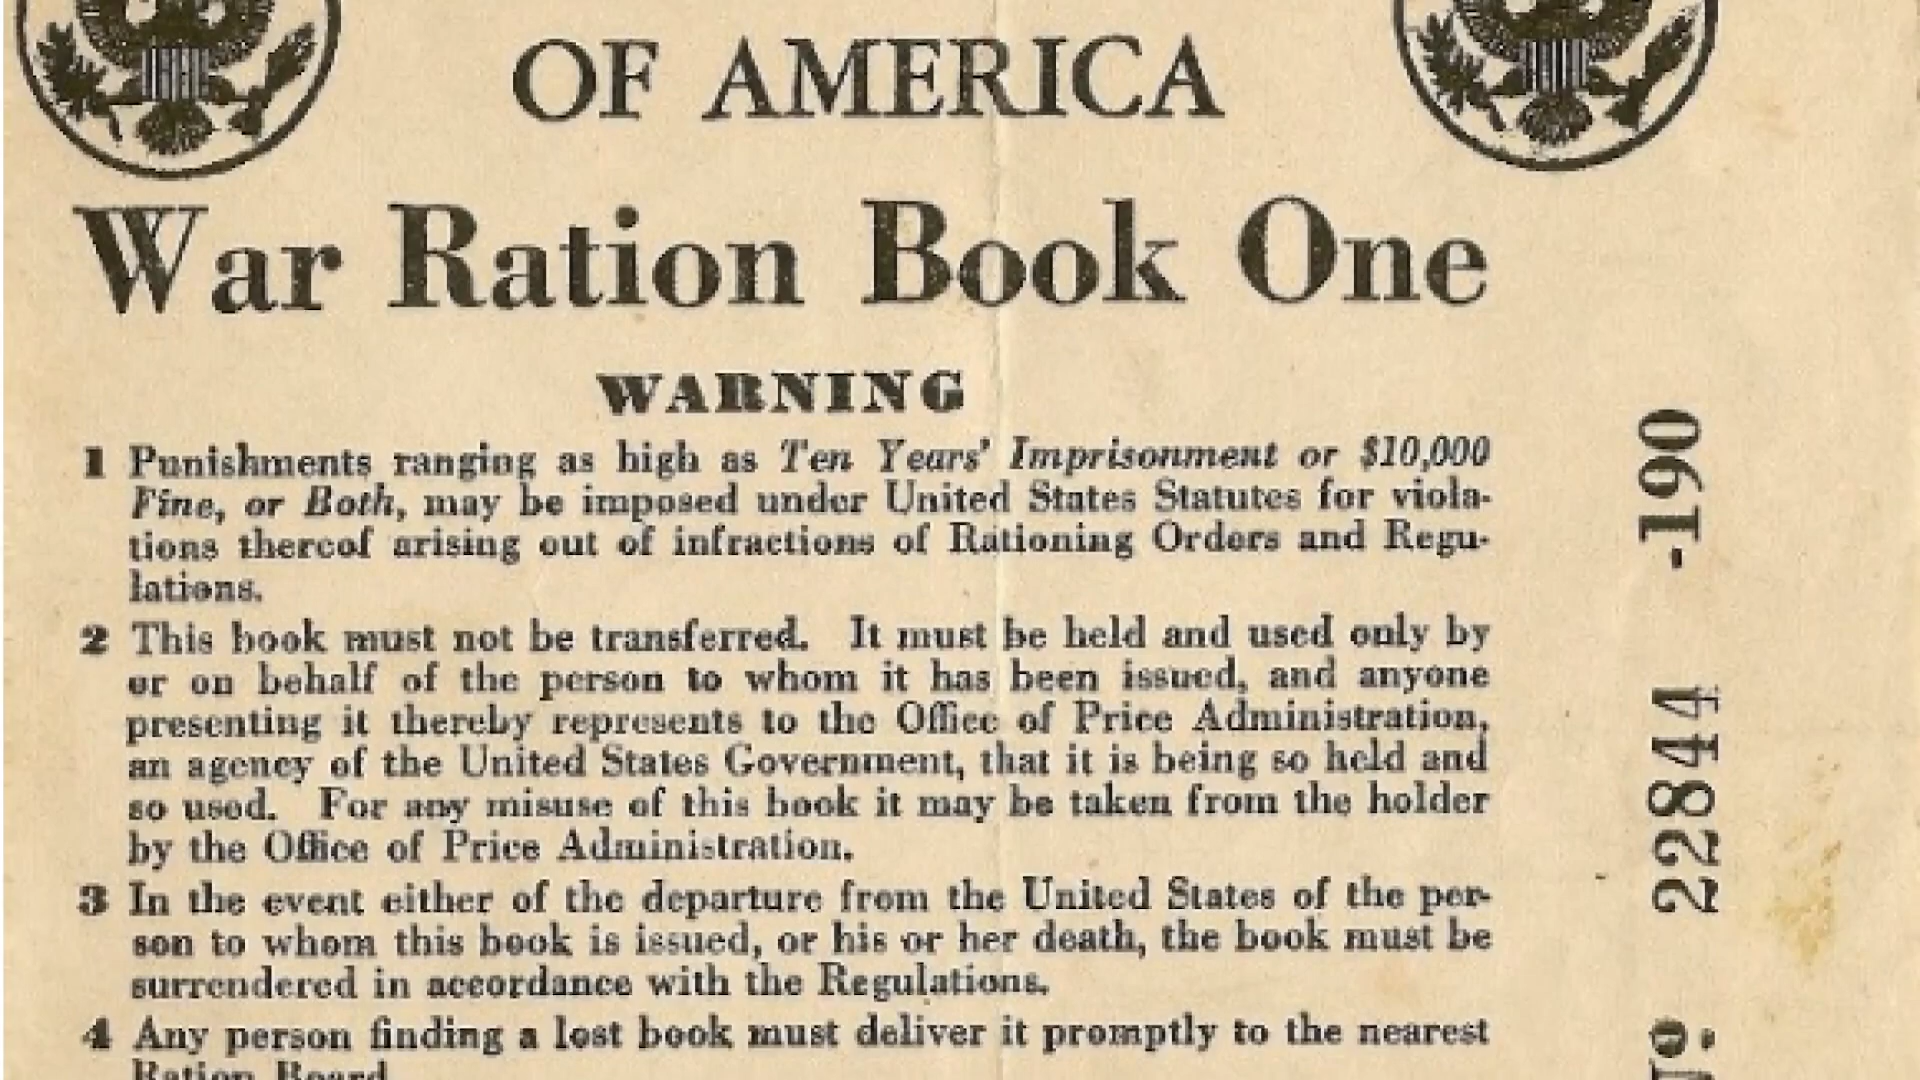 OF AMERICA
War Ration Book One
WARNING
1 Punishments ranging as high as Ten Years' Imprisonment or $10,000
Fine, or Both, may be imposed under United States Statutes for viola-
tions thereof arising out of infractions of Rationing Orders and Regu-
lations.
2 This book must not be transferred. It must be held and used only by
or on behalf of the person to whom it has been issued, and anyone
presenting it thereby represents to the Office of Price Administration,
an agency of the United States Government, that it is being so held and
so used. For any misuse of this book it may be taken from the holder
by the Office of Price Administration.
3 In the event either of the departure from the United States of the per-
son to whom this book is issued, or his or her death, the book must be
surrendered in accordance with the Regulations.
4 Any person finding a lost book must deliver it promptly to the nearest
Ration Board.
22844 -190